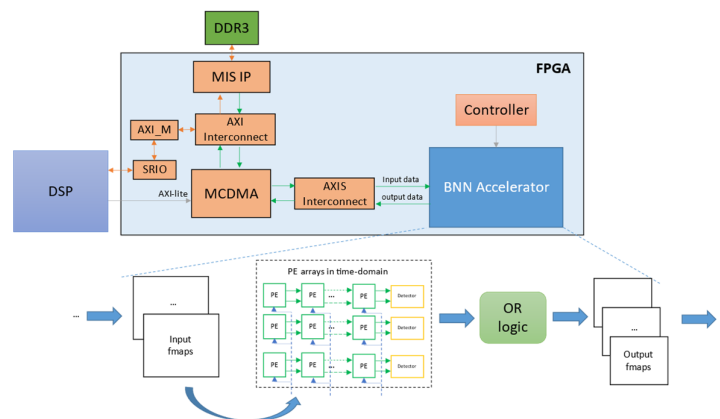 DDR3
FPGA
MIS IP
Controller
AXI_M
AXI
Interconnect
SRIO
DSP
AXI-lite
MCDMA
AXIS
Interconnect
Input data
output data
BNN Accelerator
PE arrays in time-domain
...
...
Input
fmaps
PE
PE
...
PE
Detector
PE
PE
...
PE
Detector
PE
PE
...
PE
Detector
OR
logic
...
Output
fmaps